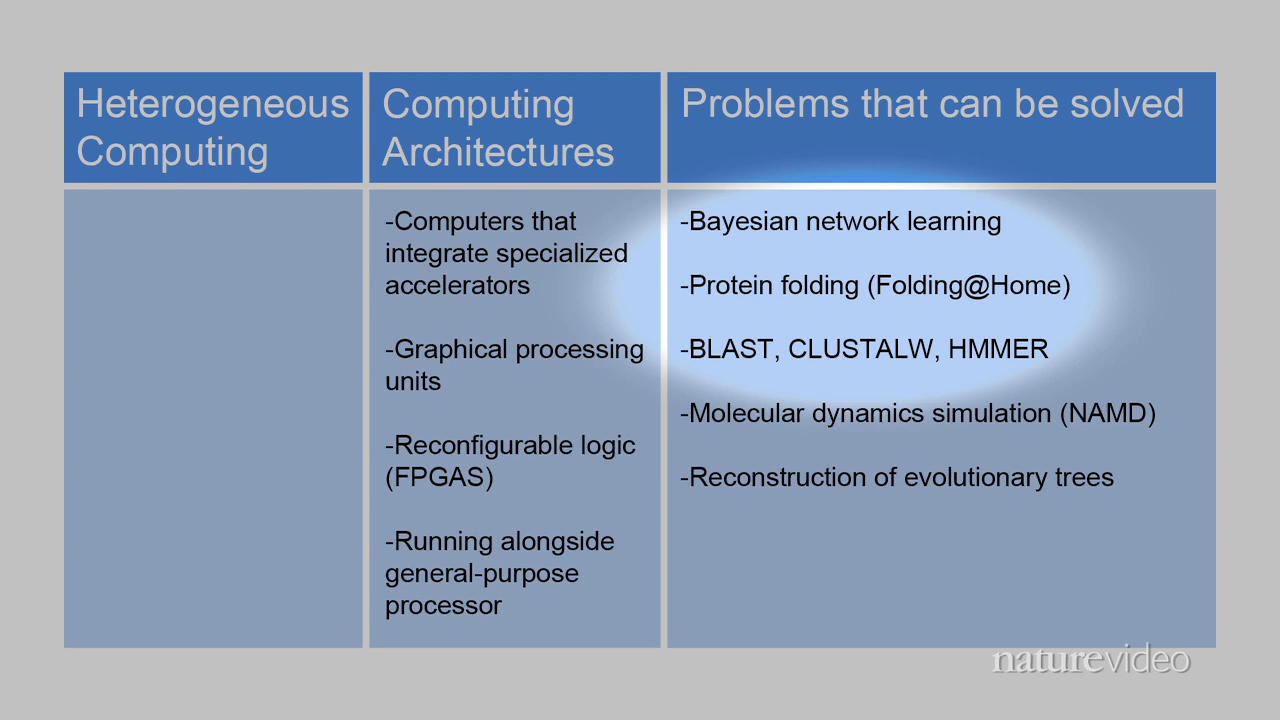 Heterogeneous
Computing
Computing
Architectures
Problems that can be solved
-Computers that
integrate specialized
accelerators
-Graphical processing
units
-Reconfigurable logic
(FPGAS)
-Running alongside
general-purpose
processor
-Bayesian network learning
-Protein folding (Folding@Home)
-BLAST, CLUSTALW, HMMER
-Molecular dynamics simulation (NAMD)
-Reconstruction of evolutionary trees
naturevideo